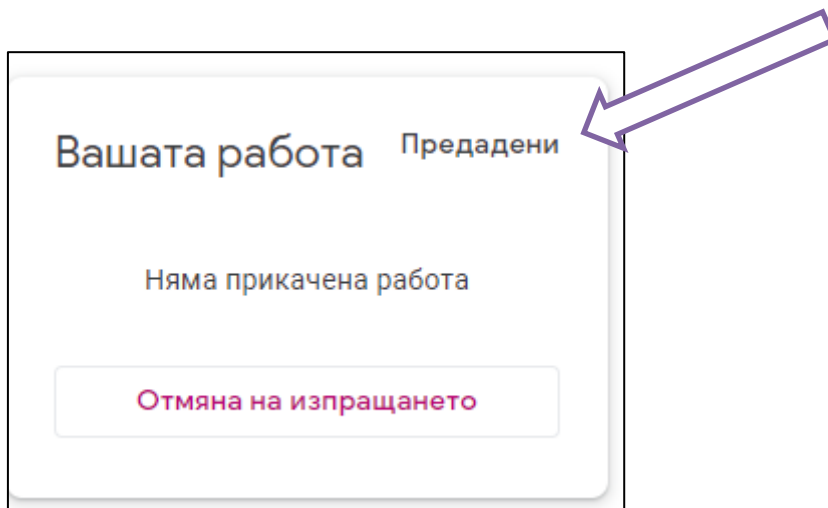 Вашата работа Предадени
Няма прикачена работа
Отмяна на изпращането